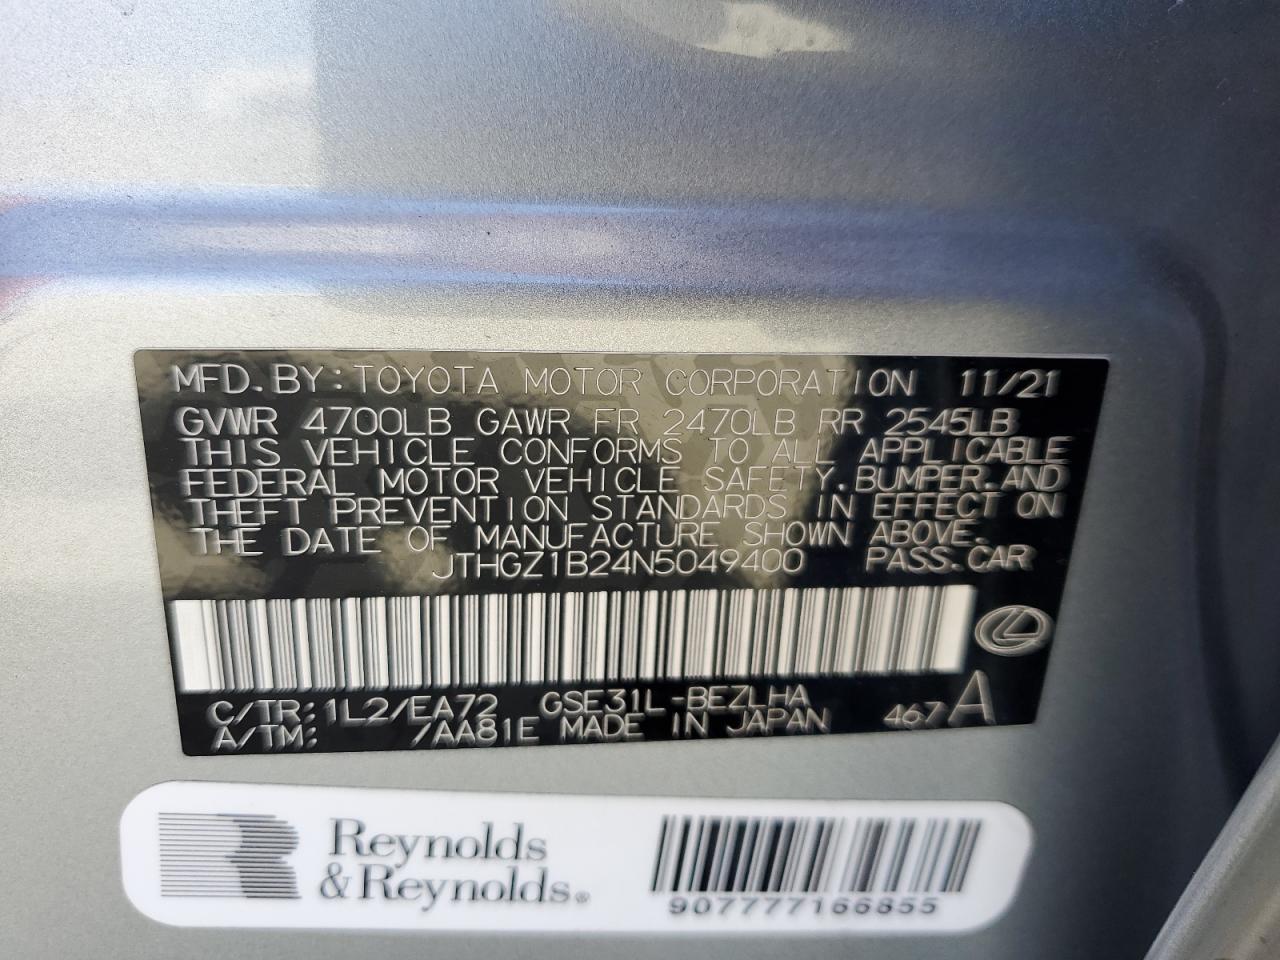 MFD. BY: TOYOTA MOTOR CORPORATION 11/21
GVWR 4700LB GAWR FR 2470LB RR 2545LB
THIS VEHICLE CONFORMS TO ALL APPLICABLE
FEDERAL MOTOR VEHICLE SAFETY, BUMPER, AND
THEFT PREVENTION STANDARDS IN EFFECT ON
THE DATE OF MANUFACTURE SHOWN ABOVE.
JTHGZ1B24N5049400 PASS. CAR
C/TR: 1L2/EA72 GSE31L-BEZLHA
A/TM: /AA81E MADE IN JAPAN 467 A
Reynolds
& Reynolds®
907777166855